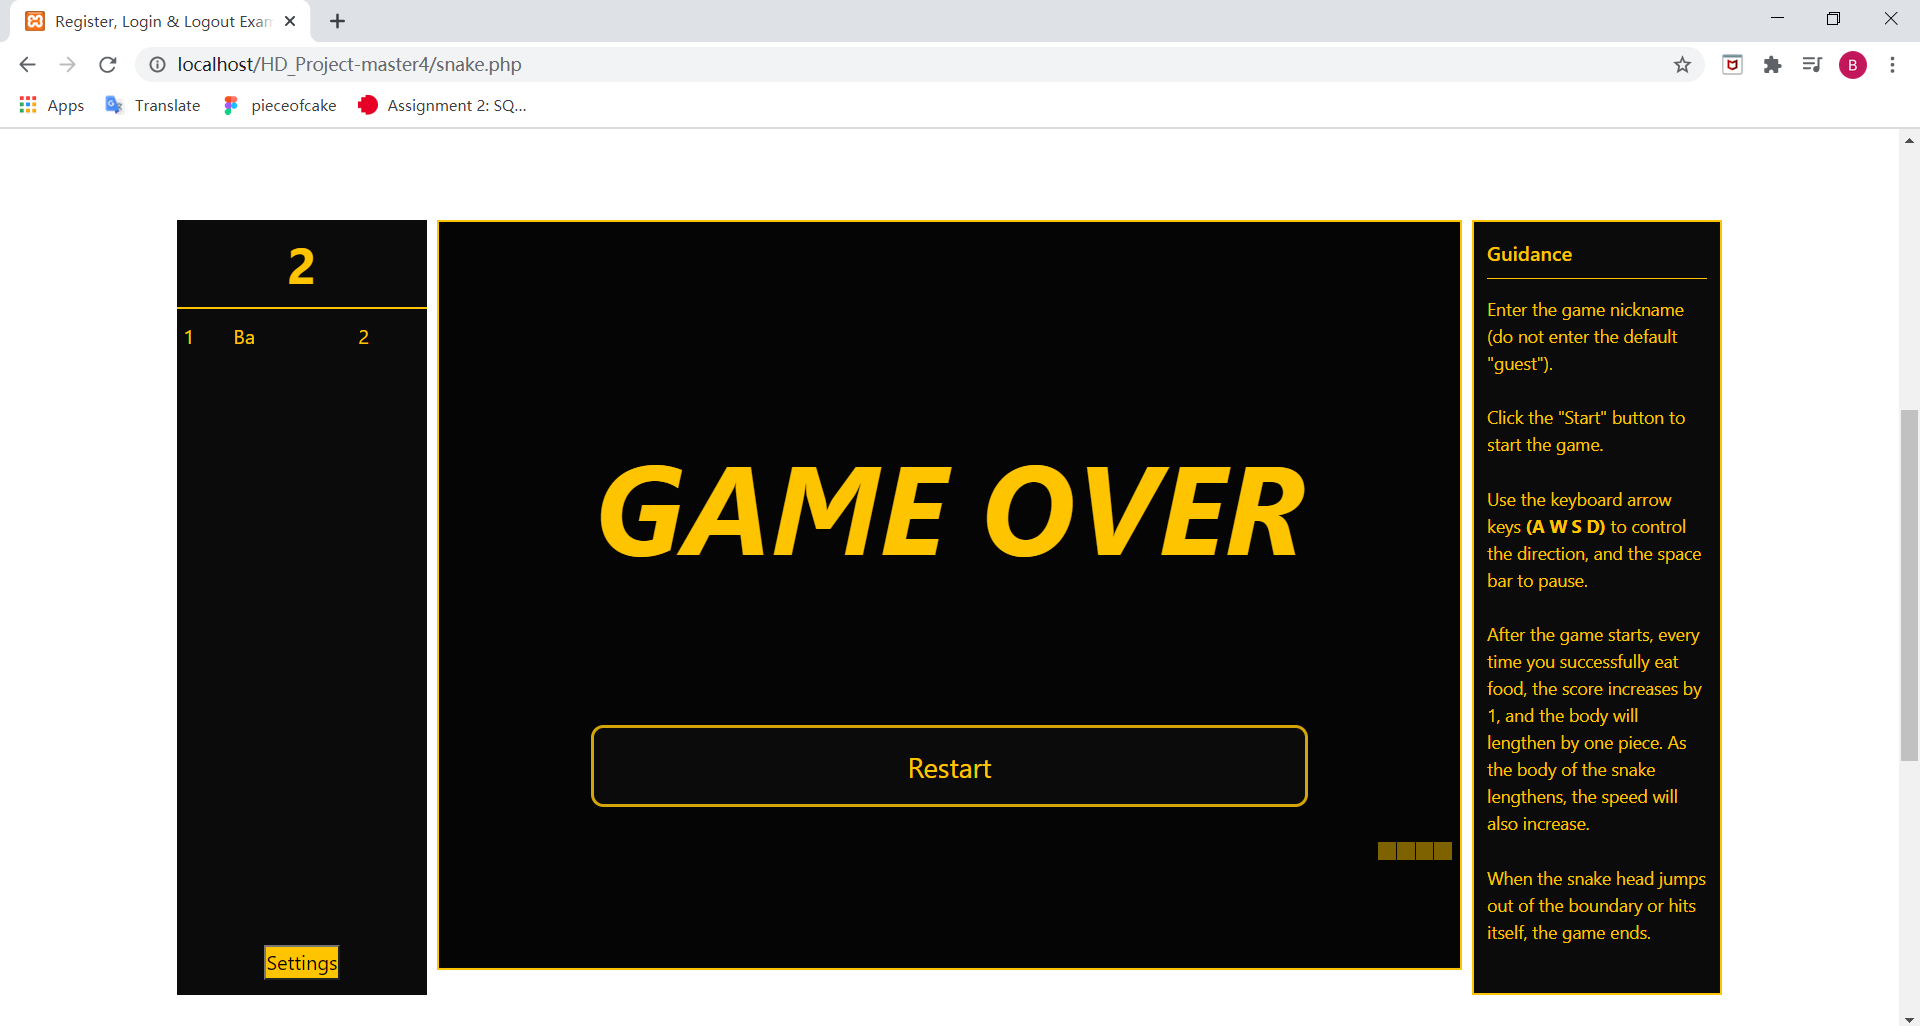 Register, Login & Logout Exam
localhost/HD_Project-master4/snake.php
B
Apps
Translate
pieceofcake
Assignment 2: SQ...
2
1 Ba 2
Settings
GAME OVER
Restart
Guidance
Enter the game nickname
(do not enter the default
"guest").
Click the "Start" button to
start the game.
Use the keyboard arrow
keys (A W S D) to control
the direction, and the space
bar to pause.
After the game starts, every
time you successfully eat
food, the score increases by
1, and the body will
lengthen by one piece. As
the body of the snake
lengthens, the speed will
also increase.
When the snake head jumps
out of the boundary or hits
itself, the game ends.